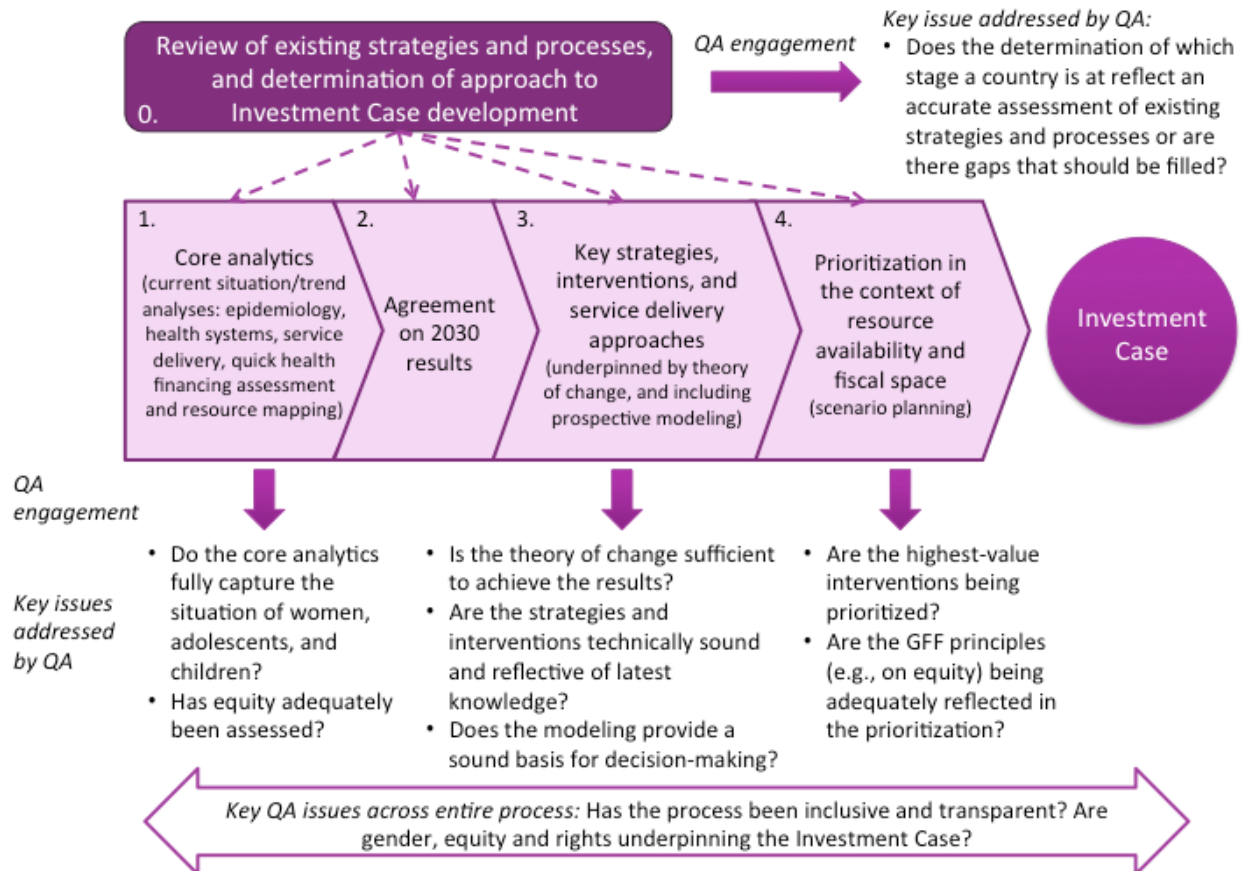 Review of existing strategies and processes,
and determination of approach to
Investment Case development
0.
QA engagement
Key issue addressed by QA:
• Does the determination of which
stage a country is at reflect an
accurate assessment of existing
strategies and processes or are
there gaps that should be filled?
1.
Core analytics
(current situation/trend
analyses: epidemiology,
health systems, service
delivery, quick health
financing assessment
and resource mapping)
2.
Agreement
on 2030
results
3.
Key strategies,
interventions, and
service delivery
approaches
(underpinned by theory
of change, and including
prospective modeling)
4.
Prioritization in
the context of
resource
availability and
fiscal space
(scenario planning)
Investment
Case
QA
engagement
Key issues
addressed
by QA
• Do the core analytics
fully capture the
situation of women,
adolescents, and
children?
• Has equity adequately
been assessed?
• Is the theory of change sufficient
to achieve the results?
• Are the strategies and
interventions technically sound
and reflective of latest
knowledge?
• Does the modeling provide a
sound basis for decision-making?
• Are the highest-value
interventions being
prioritized?
• Are the GFF principles
(e.g., on equity) being
adequately reflected in
the prioritization?
Key QA issues across entire process: Has the process been inclusive and transparent? Are
gender, equity and rights underpinning the Investment Case?